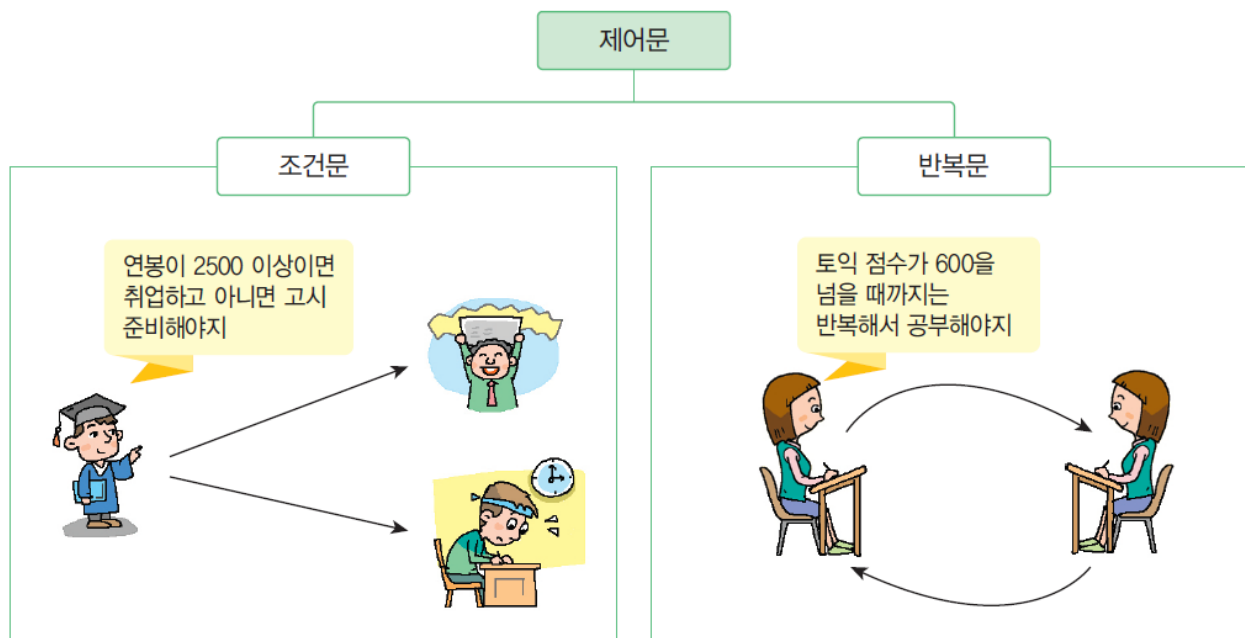 제어문
조건문
반복문
연봉이 2500 이상이면
취업하고 아니면 고시
준비해야지
토익 점수가 600을
넘을 때까지는
반복해서 공부해야지